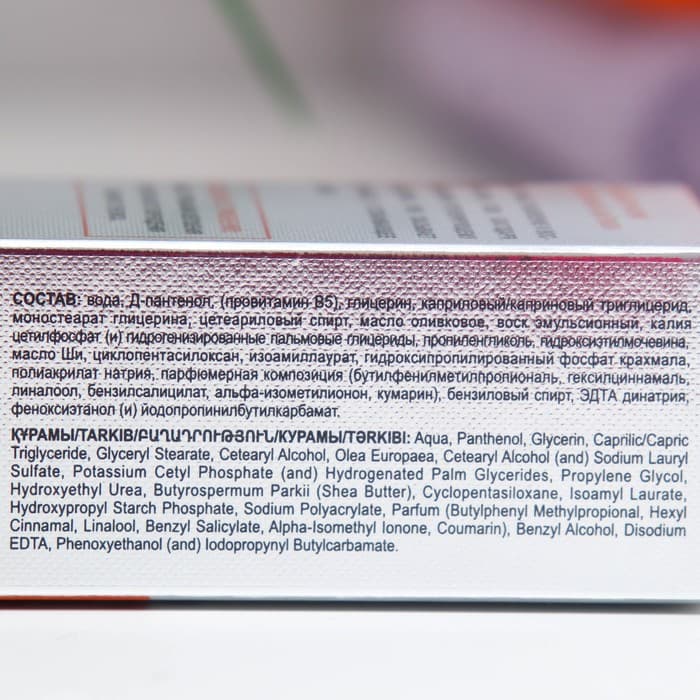 СОСТАВ: вода, Д-пантенол, (провитамин В5), глицерин, каприловый/каприновый триглицерид,
моностеарат глицерина, цетеариловый спирт, масло оливковое, воск эмульсионный, калия
цетилфосфат (и) гидрогенизированные пальмовые глицериды, пропиленгликоль, гидроксиэтилмочевина,
масло Ши, циклопентасилоксан, изоамиллаурат, гидроксипропилированный фосфат крахмала,
полиакрилат натрия, парфюмерная композиция (бутилфенилметилпропиональ, гексилциннамаль,
линалоол, бензилсалицилат, альфа-изометилионон, кумарин), бензиловый спирт, ЭДТА динатрия,
феноксиэтанол (и) йодопропинилбутилкарбамат.
ҚҰРАМЫ/TARKIB/ԲԱՂԱԴՐՈՒԹՅՈՒՆ/КУРАМЫ/TƏRKIBI: Aqua, Panthenol, Glycerin, Caprilic/Capric
Triglyceride, Glyceryl Stearate, Cetearyl Alcohol, Olea Europaea, Cetearyl Alcohol (and) Sodium Lauryl
Sulfate, Potassium Cetyl Phosphate (and) Hydrogenated Palm Glycerides, Propylene Glycol,
Hydroxyethyl Urea, Butyrospermum Parkii (Shea Butter), Cyclopentasiloxane, Isoamyl Laurate,
Hydroxypropyl Starch Phosphate, Sodium Polyacrylate, Parfum (Butylphenyl Methylpropional, Hexyl
Cinnamal, Linalool, Benzyl Salicylate, Alpha-Isomethyl Ionone, Coumarin), Benzyl Alcohol, Disodium
EDTA, Phenoxyethanol (and) Iodopropynyl Butylcarbamate.